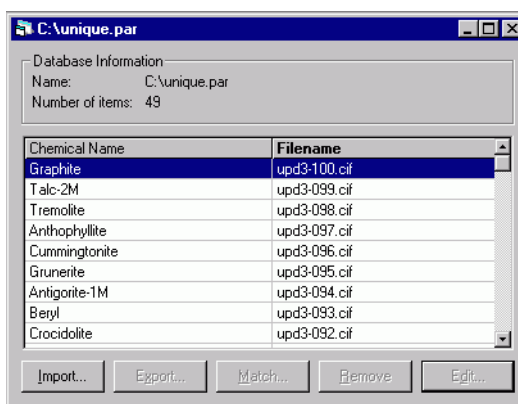 C:\unique.par
Database Information
Name: C:\unique.par
Number of items: 49
Chemical Name Filename
Graphite upd3-100.cif
Talc-2M upd3-099.cif
Tremolite upd3-098.cif
Anthophyllite upd3-097.cif
Cummingtonite upd3-096.cif
Grunerite upd3-095.cif
Antigorite-1M upd3-094.cif
Beryl upd3-093.cif
Crocidolite upd3-092.cif
Import... Export... Match... Remove Edit...